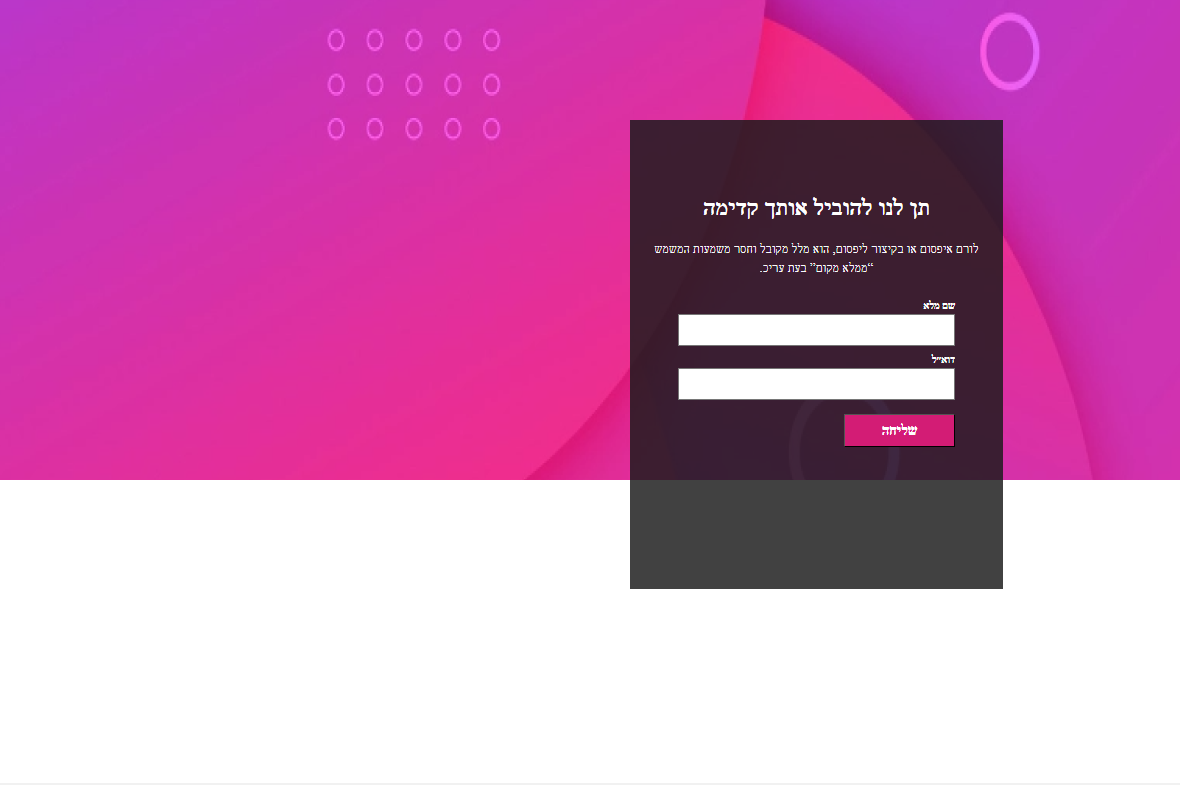 תן לנו להוביל אותך קדימה
לורם איפסום או בקיצור ליפסום, הוא מלל מקובל וחסר משמעות המשמש
“ממלא מקום” בעת עריכ.
שם מלא
דוא״ל
שליחה